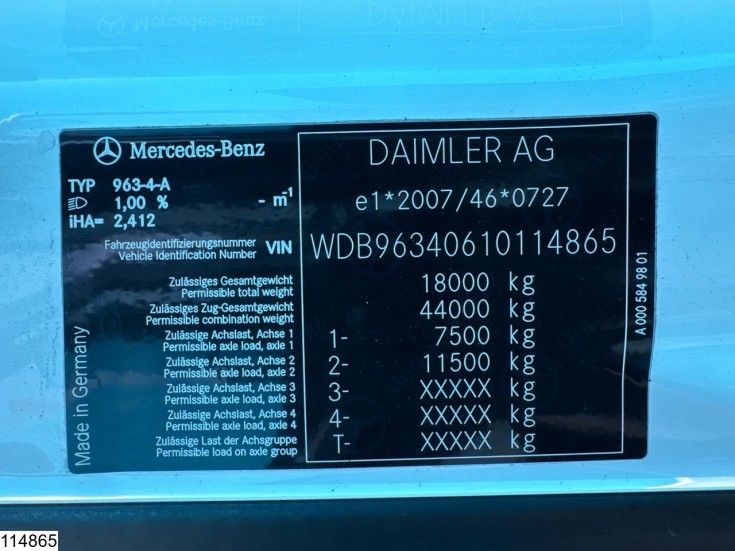 Mercedes-Benz
DAIMLER AG
TYP 963-4-A
1,00 % - m-1
iHA= 2,412
e1*2007/46*0727
Fahrzeugidentifizierungsnummer
Vehicle Identification Number VIN WDB96340610114865
Zulässiges Gesamtgewicht
Permissible total weight 18000 kg
Zulässiges Zug-Gesamtgewicht
Permissible combination weight 44000 kg
Zulässige Achslast, Achse 1
Permissible axle load, axle 1 1- 7500 kg
Zulässige Achslast, Achse 2
Permissible axle load, axle 2 2- 11500 kg
Zulässige Achslast, Achse 3
Permissible axle load, axle 3 3- XXXXX kg
Zulässige Achslast, Achse 4
Permissible axle load, axle 4 4- XXXXX kg
Zulässige Last der Achsgruppe
Permissible load on axle group T- XXXXX kg
Made in Germany
A 000 584 98 01
114865